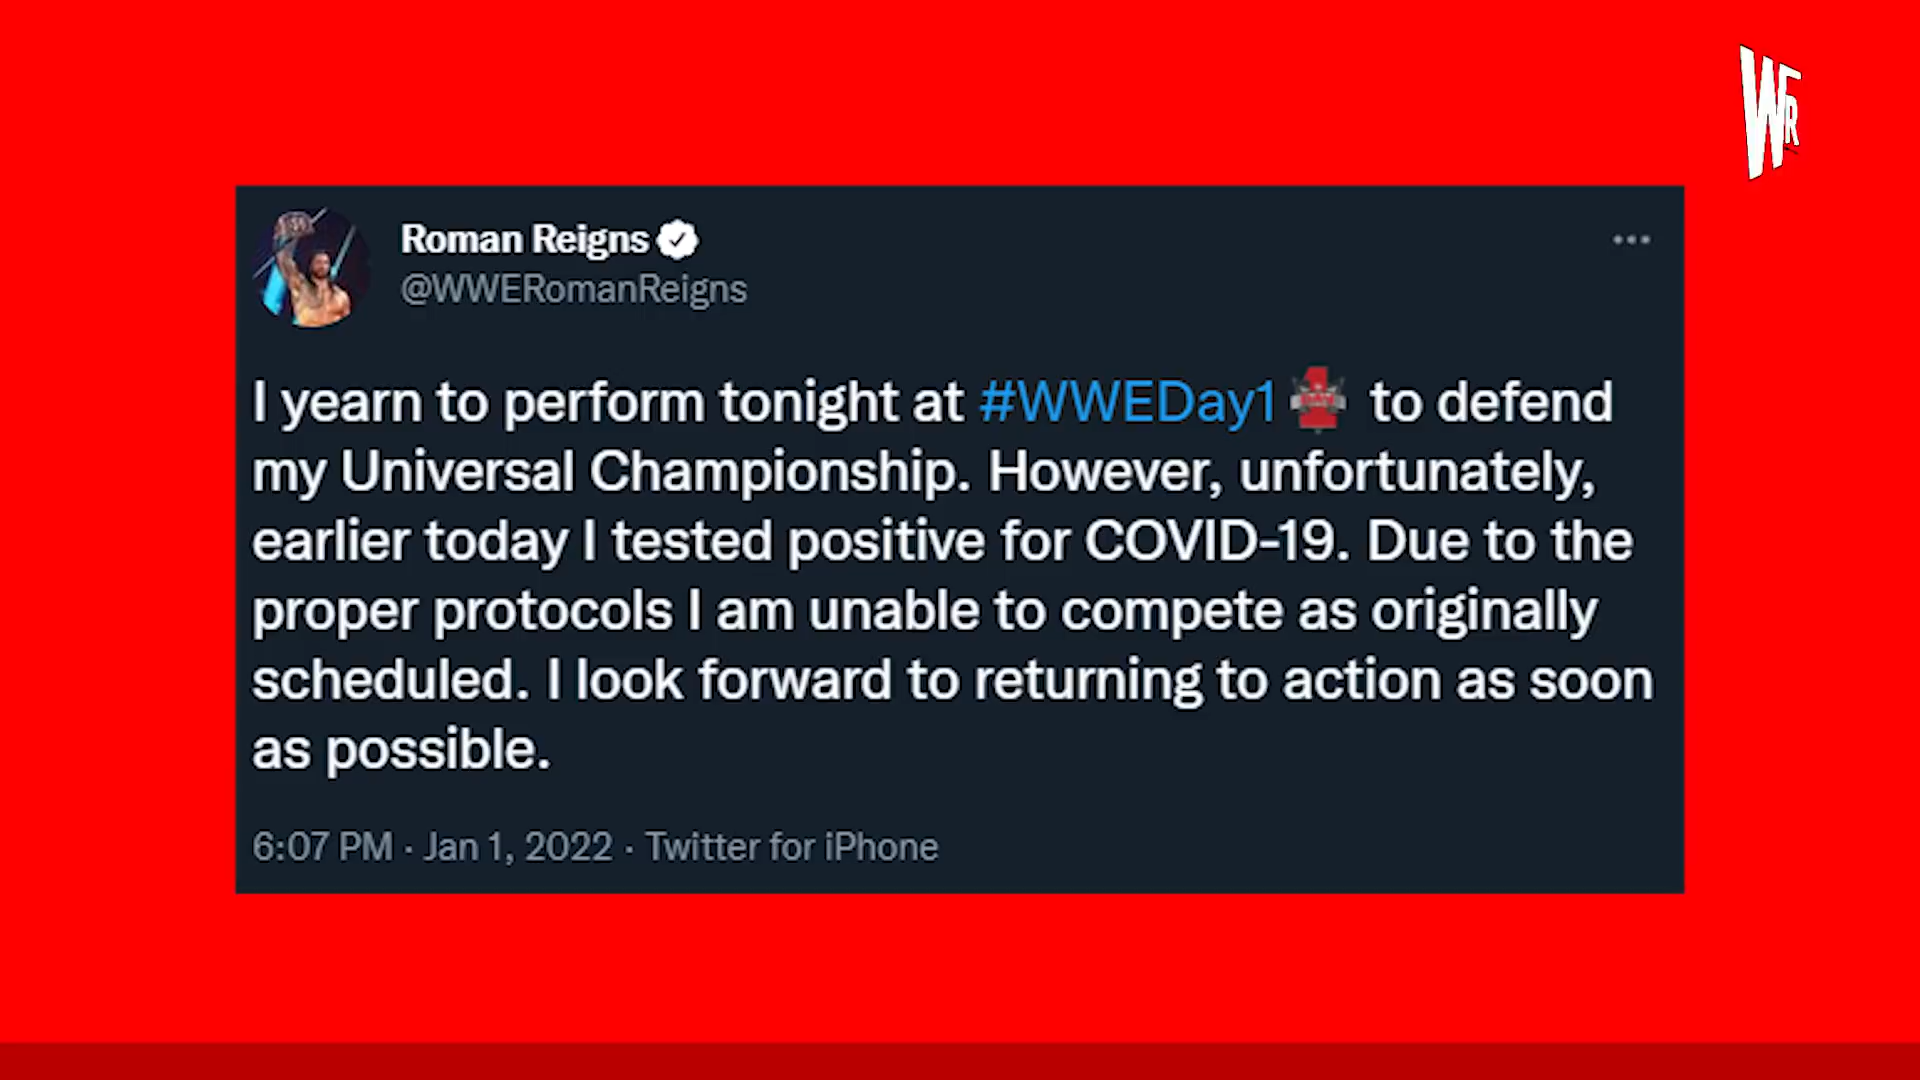 WFR
Roman Reigns
@WWERomanReigns
I yearn to perform tonight at #WWEDay1 to defend
my Universal Championship. However, unfortunately,
earlier today I tested positive for COVID-19. Due to the
proper protocols I am unable to compete as originally
scheduled. I look forward to returning to action as soon
as possible.
6:07 PM · Jan 1, 2022 · Twitter for iPhone